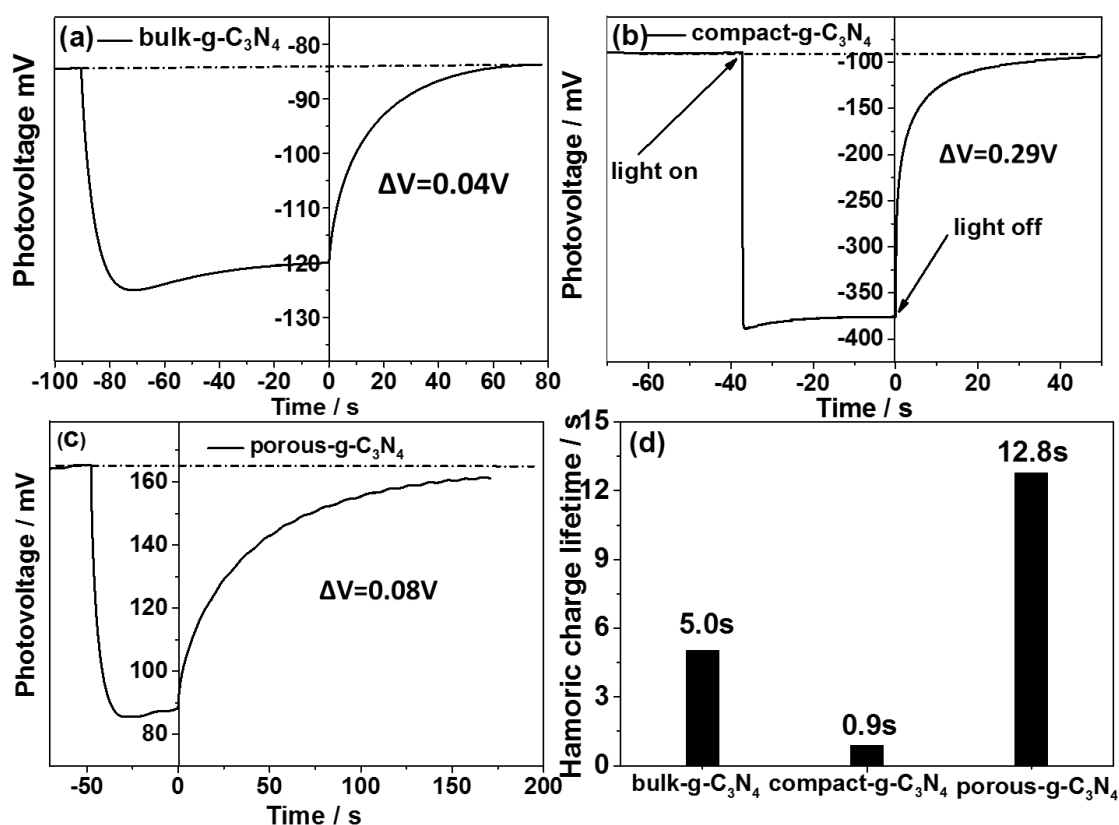 (a)
bulk-g-C₃N₄
Photovoltage mV
-80
-90
-100
-110
-120
-130
ΔV=0.04V
-100 -80 -60 -40 -20 0 20 40 60 80
Time / s
(b)
compact-g-C₃N₄
Photovoltage / mV
-100
-150
-200
-250
-300
-350
-400
light on
ΔV=0.29V
light off
-60 -40 -20 0 20 40
Time / s
(c)
porous-g-C₃N₄
Photovoltage / mV
160
140
120
100
80
ΔV=0.08V
-50 0 50 100 150 200
Time / s
(d)
Hamoric charge lifetime / s
15
12
9
6
3
0
5.0s
0.9s
12.8s
bulk-g-C₃N₄ compact-g-C₃N₄ porous-g-C₃N₄